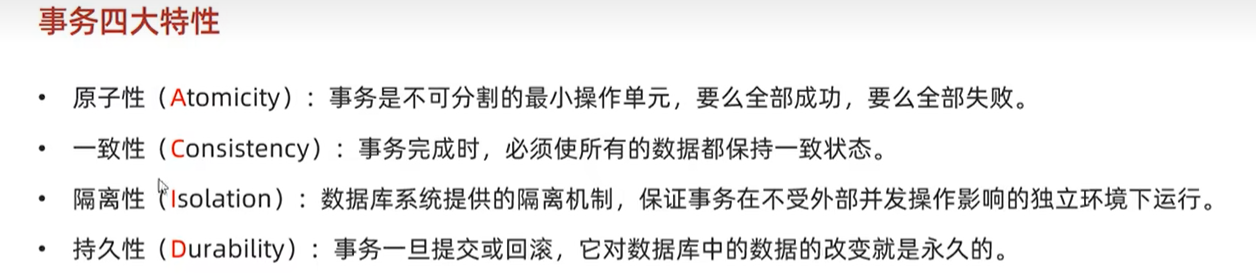 事务四大特性
• 原子性（Atomicity）：事务是不可分割的最小操作单元，要么全部成功，要么全部失败。
• 一致性（Consistency）：事务完成时，必须使所有的数据都保持一致状态。
• 隔离性（Isolation）：数据库系统提供的隔离机制，保证事务在不受外部并发操作影响的独立环境下运行。
• 持久性（Durability）：事务一旦提交或回滚，它对数据库中的数据的改变就是永久的。